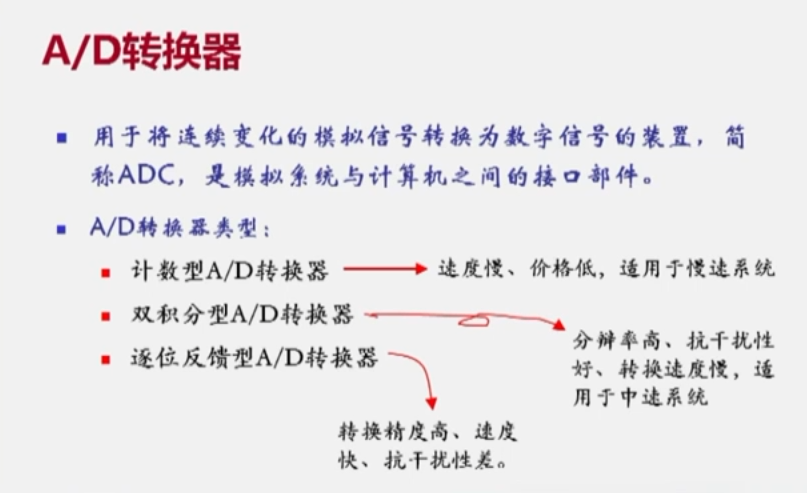 A/D转换器
用于将连续变化的模拟信号转换为数字信号的装置，简
称ADC，是模拟系统与计算机之间的接口部件。
A/D转换器类型：
计数型A/D转换器
速度慢、价格低，适用于慢速系统
双积分型A/D转换器
分辩率高、抗干扰性
好、转换速度慢，适
用于中速系统
逐位反馈型A/D转换器
转换精度高、速度
快、抗干扰性差。